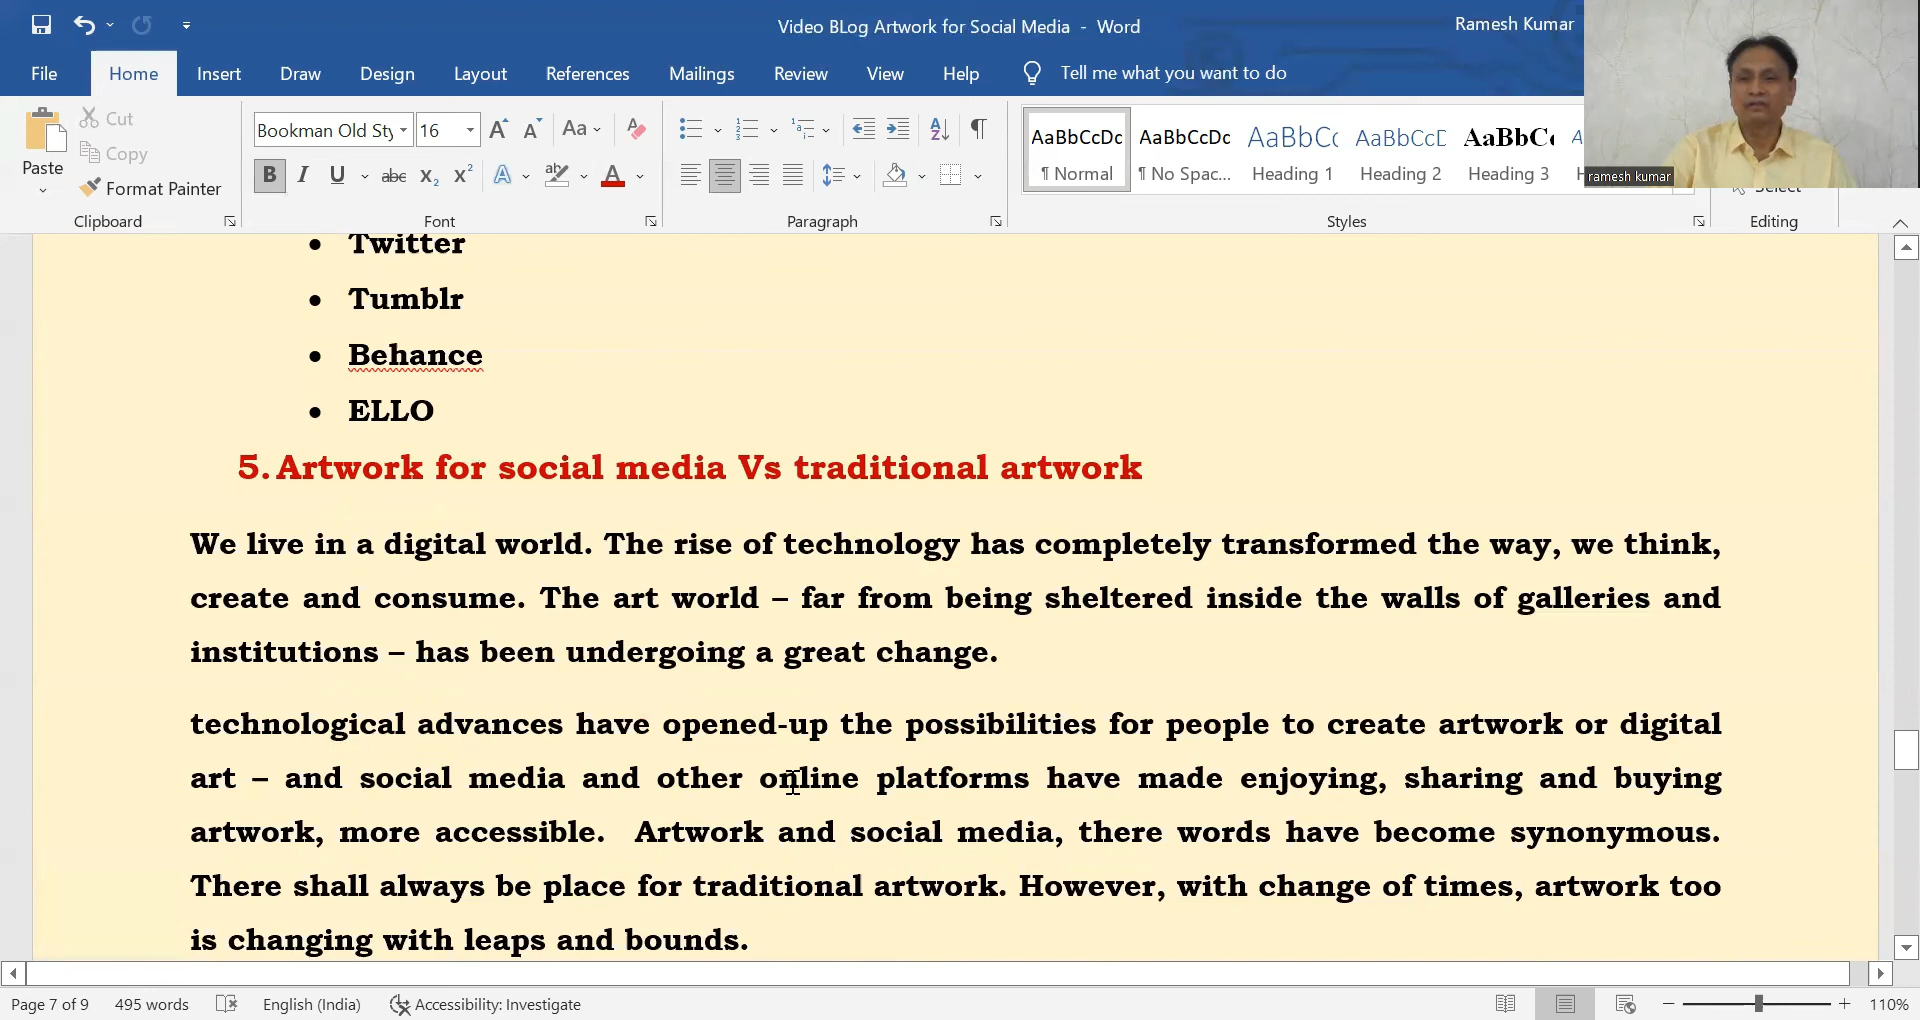 Video BLog Artwork for Social Media - Word
Ramesh Kumar
File Home Insert Draw Design Layout References Mailings Review View Help Tell me what you want to do
Paste
Cut
Copy
Format Painter
Clipboard
Bookman Old Sty 16
Aa
B I U abc X₂ X² A ab A
Font
Paragraph
AaBbCcDc AaBbCcDc AaBbCc AaBbCcD AaBbCc
¶ Normal ¶ No Spac... Heading 1 Heading 2 Heading 3
Styles
ramesh kumar
Select
Editing
• Twitter
• Tumblr
• Behance
• ELLO
5. Artwork for social media Vs traditional artwork
We live in a digital world. The rise of technology has completely transformed the way, we think,
create and consume. The art world – far from being sheltered inside the walls of galleries and
institutions – has been undergoing a great change.
technological advances have opened-up the possibilities for people to create artwork or digital
art – and social media and other online platforms have made enjoying, sharing and buying
artwork, more accessible. Artwork and social media, there words have become synonymous.
There shall always be place for traditional artwork. However, with change of times, artwork too
is changing with leaps and bounds.
Page 7 of 9 495 words English (India) Accessibility: Investigate 110%